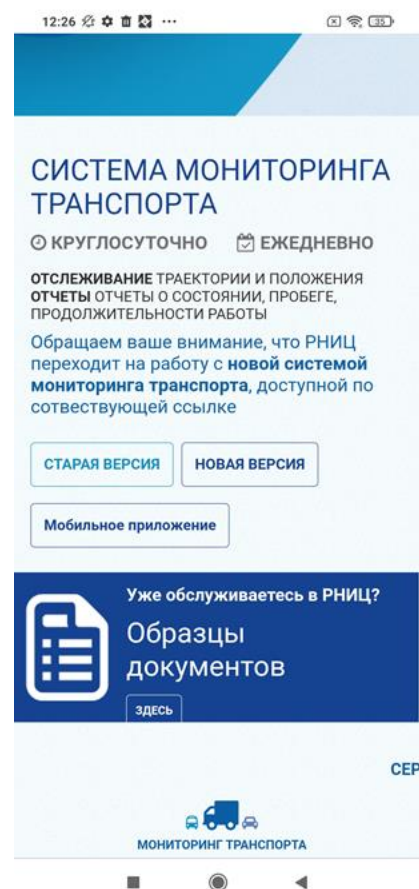 12:26 ...
35
СИСТЕМА МОНИТОРИНГА
ТРАНСПОРТА
КРУГЛОСУТОЧНО ЕЖЕДНЕВНО
ОТСЛЕЖИВАНИЕ ТРАЕКТОРИИ И ПОЛОЖЕНИЯ
ОТЧЕТЫ ОТЧЕТЫ О СОСТОЯНИИ, ПРОБЕГЕ,
ПРОДОЛЖИТЕЛЬНОСТИ РАБОТЫ
Обращаем ваше внимание, что РНИЦ
переходит на работу с новой системой
мониторинга транспорта, доступной по
сотвествующей ссылке
СТАРАЯ ВЕРСИЯ НОВАЯ ВЕРСИЯ
Мобильное приложение
Уже обслуживаетесь в РНИЦ?
Образцы
документов
ЗДЕСЬ
СЕР
МОНИТОРИНГ ТРАНСПОРТА